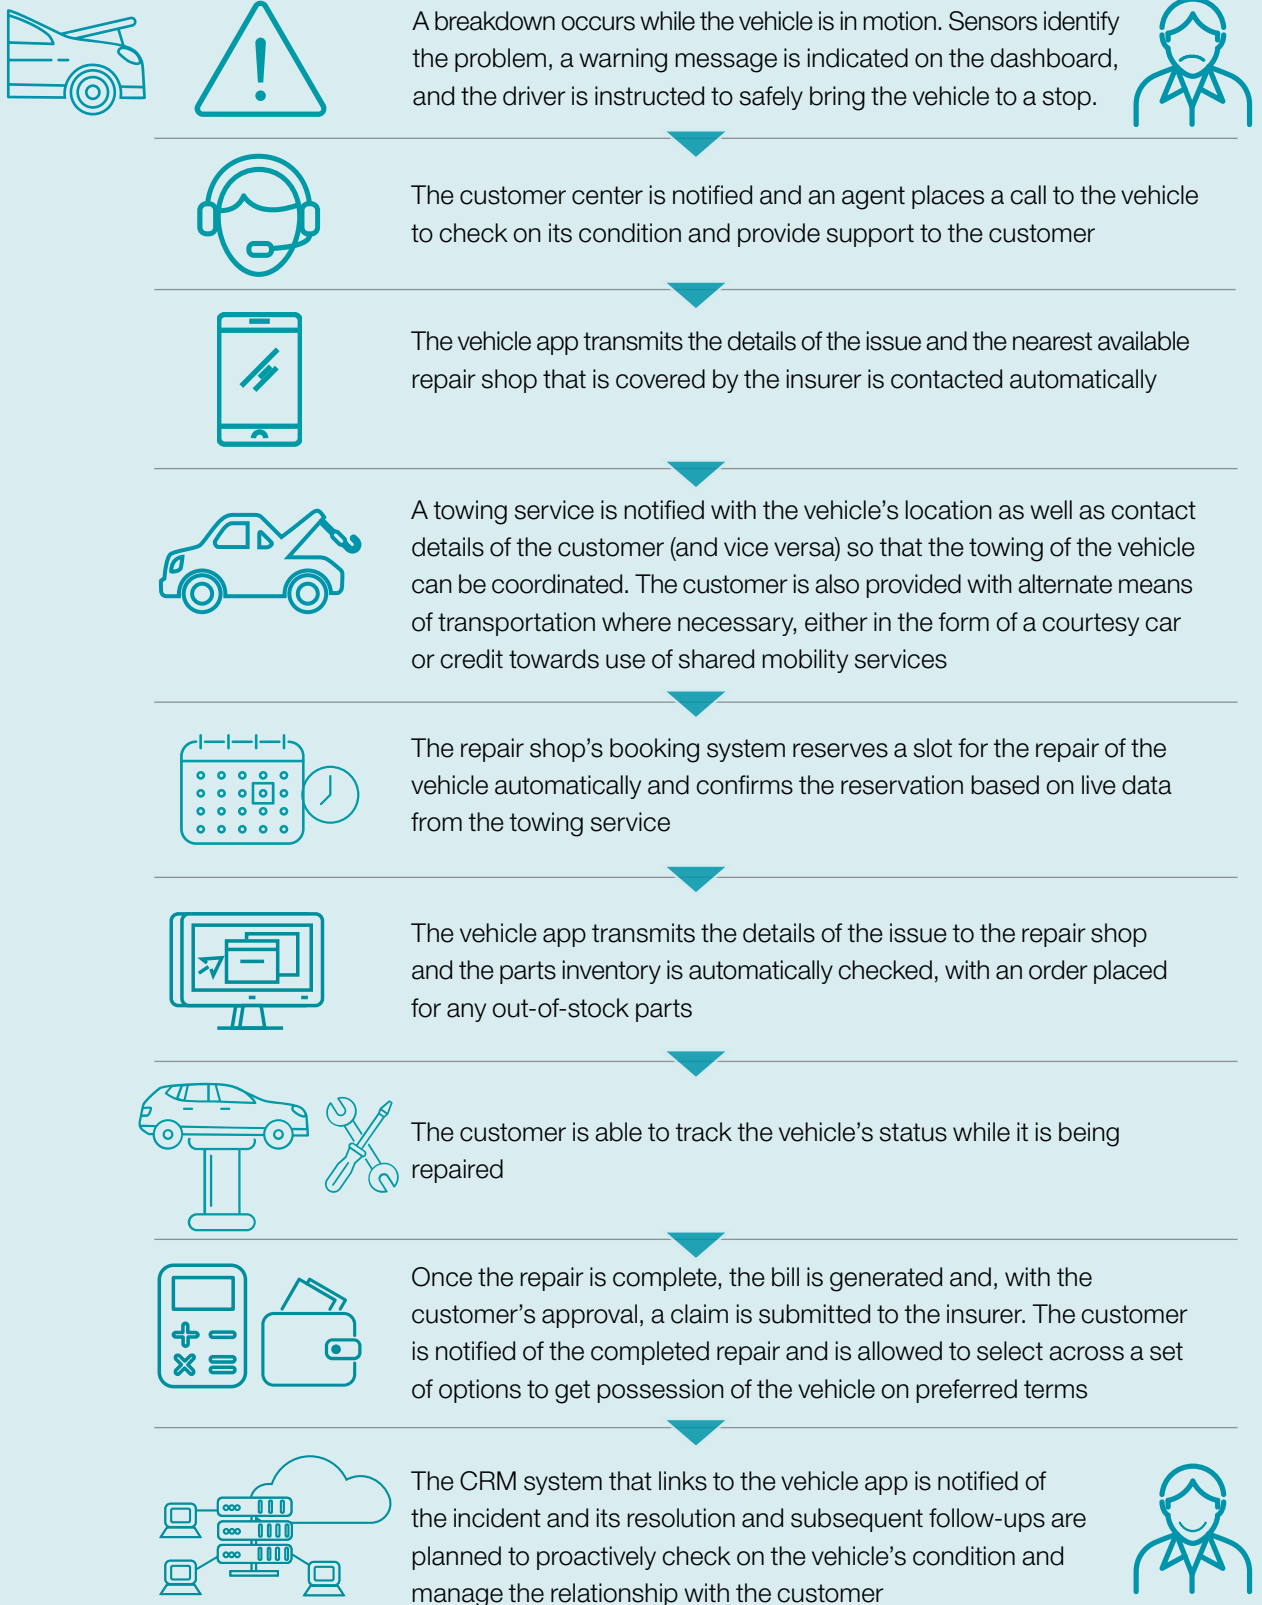 A breakdown occurs while the vehicle is in motion. Sensors identify
the problem, a warning message is indicated on the dashboard,
and the driver is instructed to safely bring the vehicle to a stop.
The customer center is notified and an agent places a call to the vehicle
to check on its condition and provide support to the customer
The vehicle app transmits the details of the issue and the nearest available
repair shop that is covered by the insurer is contacted automatically
A towing service is notified with the vehicle’s location as well as contact
details of the customer (and vice versa) so that the towing of the vehicle
can be coordinated. The customer is also provided with alternate means
of transportation where necessary, either in the form of a courtesy car
or credit towards use of shared mobility services
The repair shop’s booking system reserves a slot for the repair of the
vehicle automatically and confirms the reservation based on live data
from the towing service
The vehicle app transmits the details of the issue to the repair shop
and the parts inventory is automatically checked, with an order placed
for any out-of-stock parts
The customer is able to track the vehicle’s status while it is being
repaired
Once the repair is complete, the bill is generated and, with the
customer’s approval, a claim is submitted to the insurer. The customer
is notified of the completed repair and is allowed to select across a set
of options to get possession of the vehicle on preferred terms
The CRM system that links to the vehicle app is notified of
the incident and its resolution and subsequent follow-ups are
planned to proactively check on the vehicle’s condition and
manage the relationship with the customer